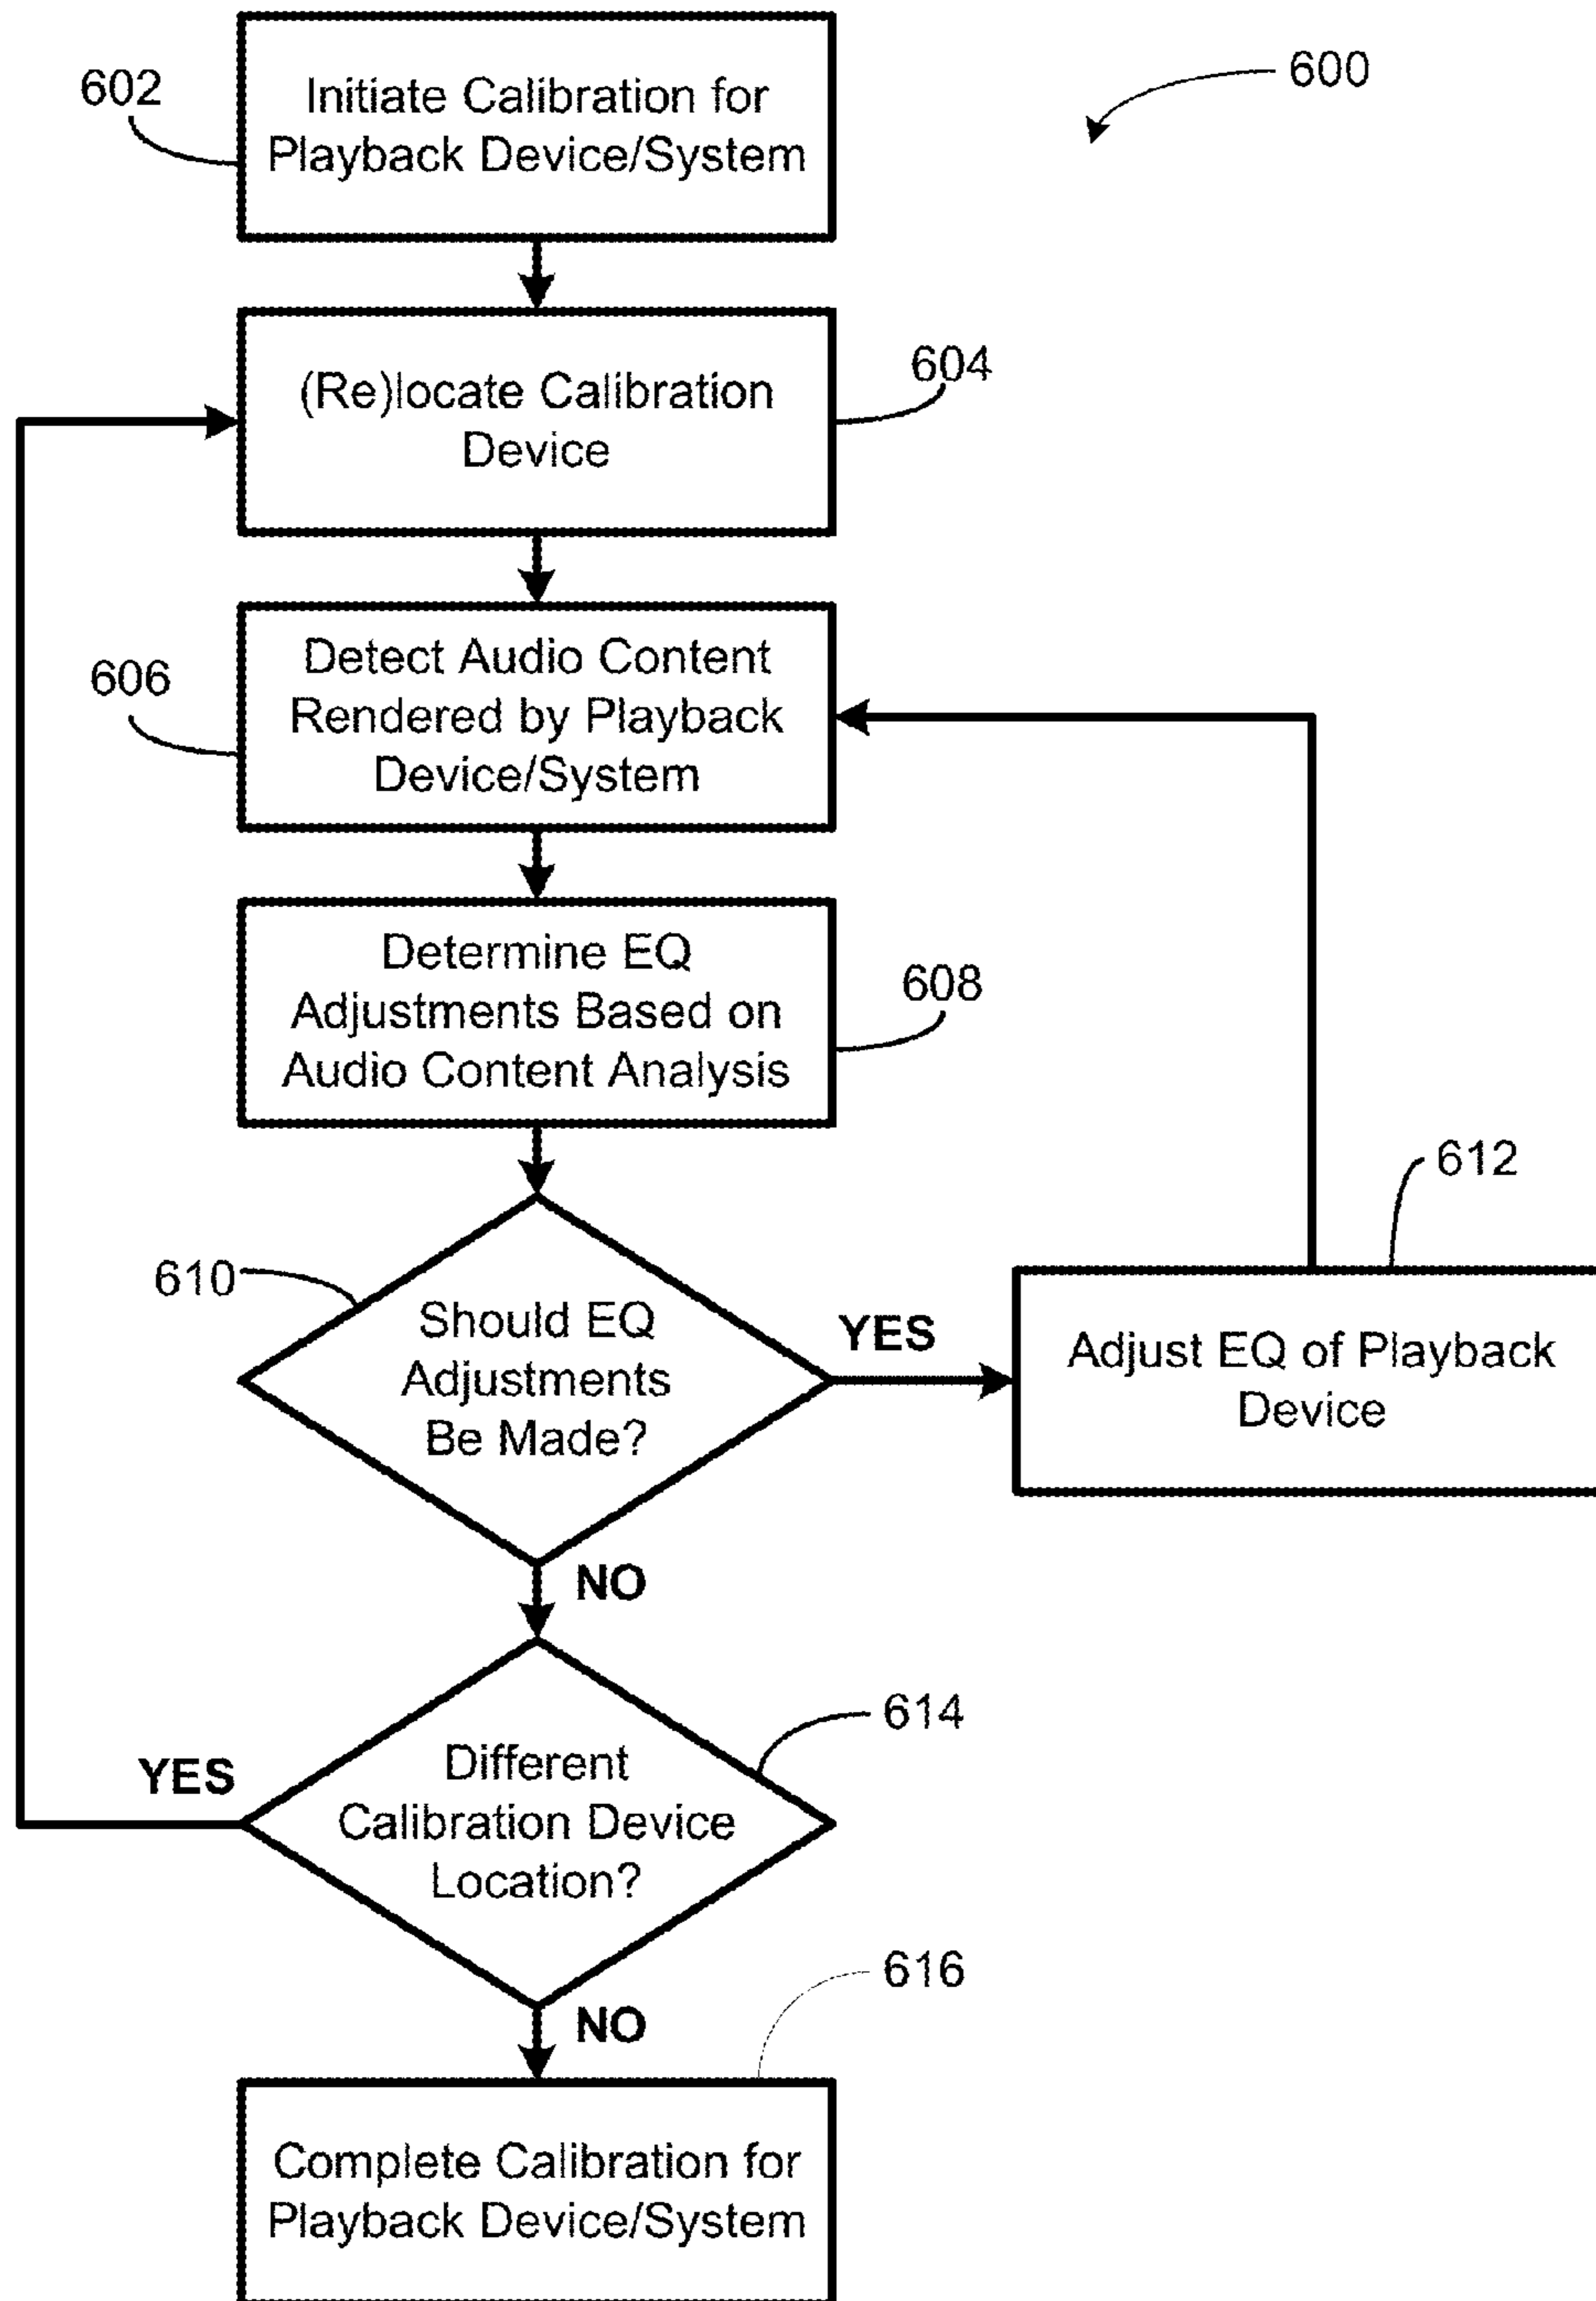 600
602
Initiate Calibration for
Playback Device/System
604
(Re)locate Calibration
Device
606
Detect Audio Content
Rendered by Playback
Device/System
608
Determine EQ
Adjustments Based on
Audio Content Analysis
610
Should EQ
Adjustments
Be Made?
YES
612
Adjust EQ of Playback
Device
NO
614
Different
Calibration Device
Location?
YES
NO
616
Complete Calibration for
Playback Device/System